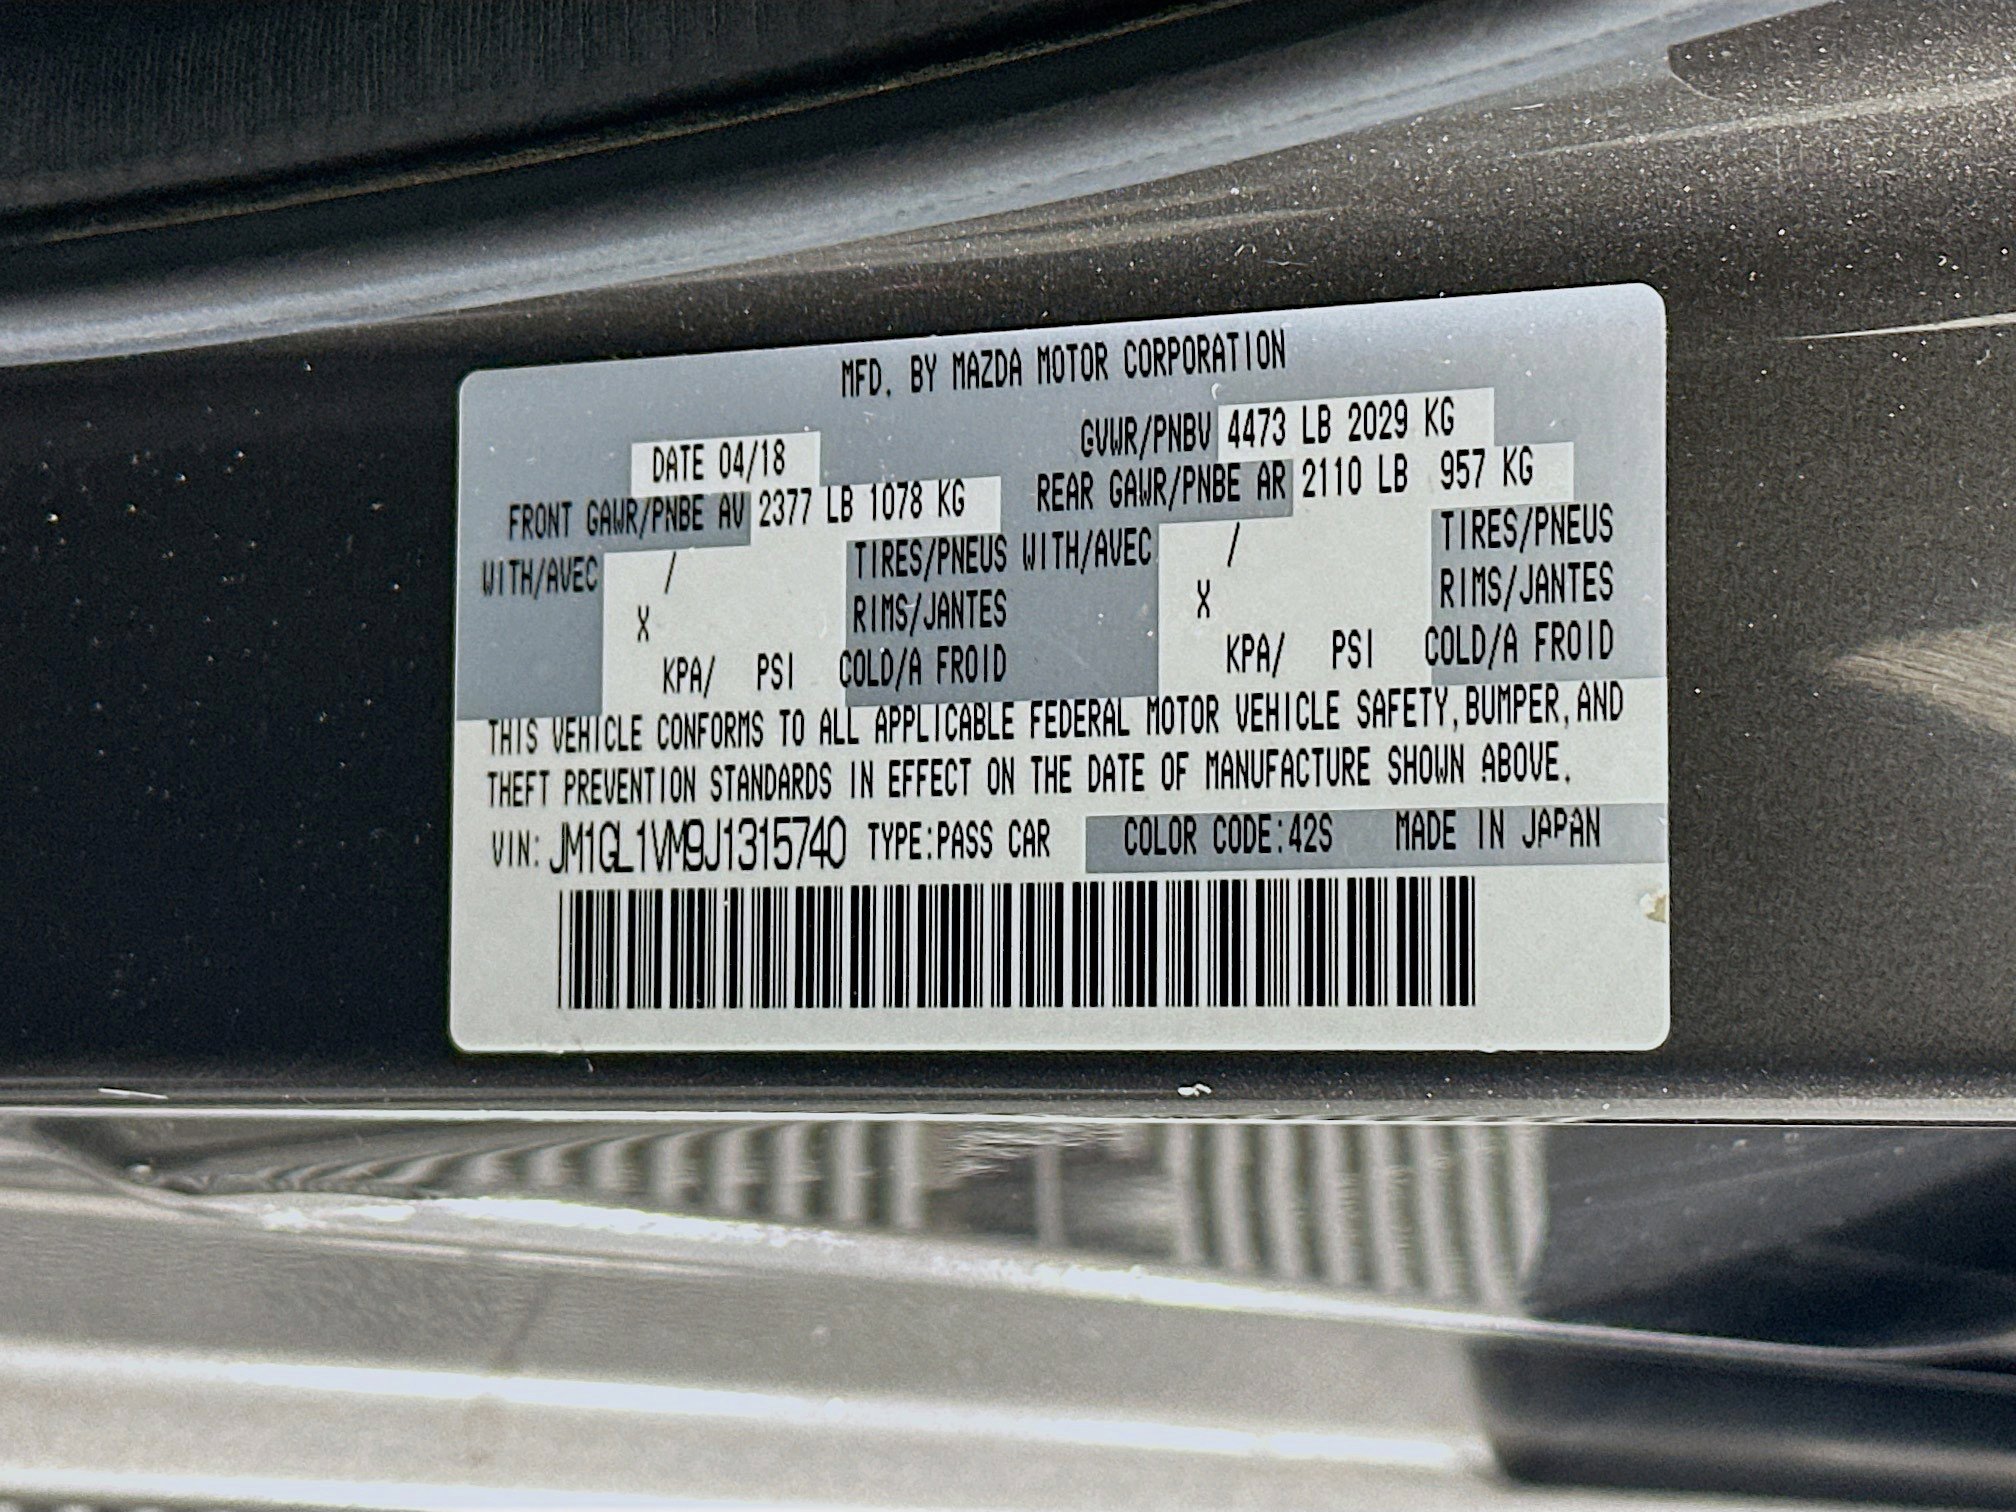 MFD. BY MAZDA MOTOR CORPORATION
DATE 04/18 GVWR/PNBV 4473 LB 2029 KG
FRONT GAWR/PNBE AV 2377 LB 1078 KG REAR GAWR/PNBE AR 2110 LB 957 KG
WITH/AVEC / TIRES/PNEUS WITH/AVEC / TIRES/PNEUS
X RIMS/JANTES X RIMS/JANTES
KPA/ PSI COLD/A FROID KPA/ PSI COLD/A FROID
THIS VEHICLE CONFORMS TO ALL APPLICABLE FEDERAL MOTOR VEHICLE SAFETY, BUMPER, AND
THEFT PREVENTION STANDARDS IN EFFECT ON THE DATE OF MANUFACTURE SHOWN ABOVE.
VIN: JM1GL1VM9J1315740 TYPE:PASS CAR COLOR CODE:42S MADE IN JAPAN